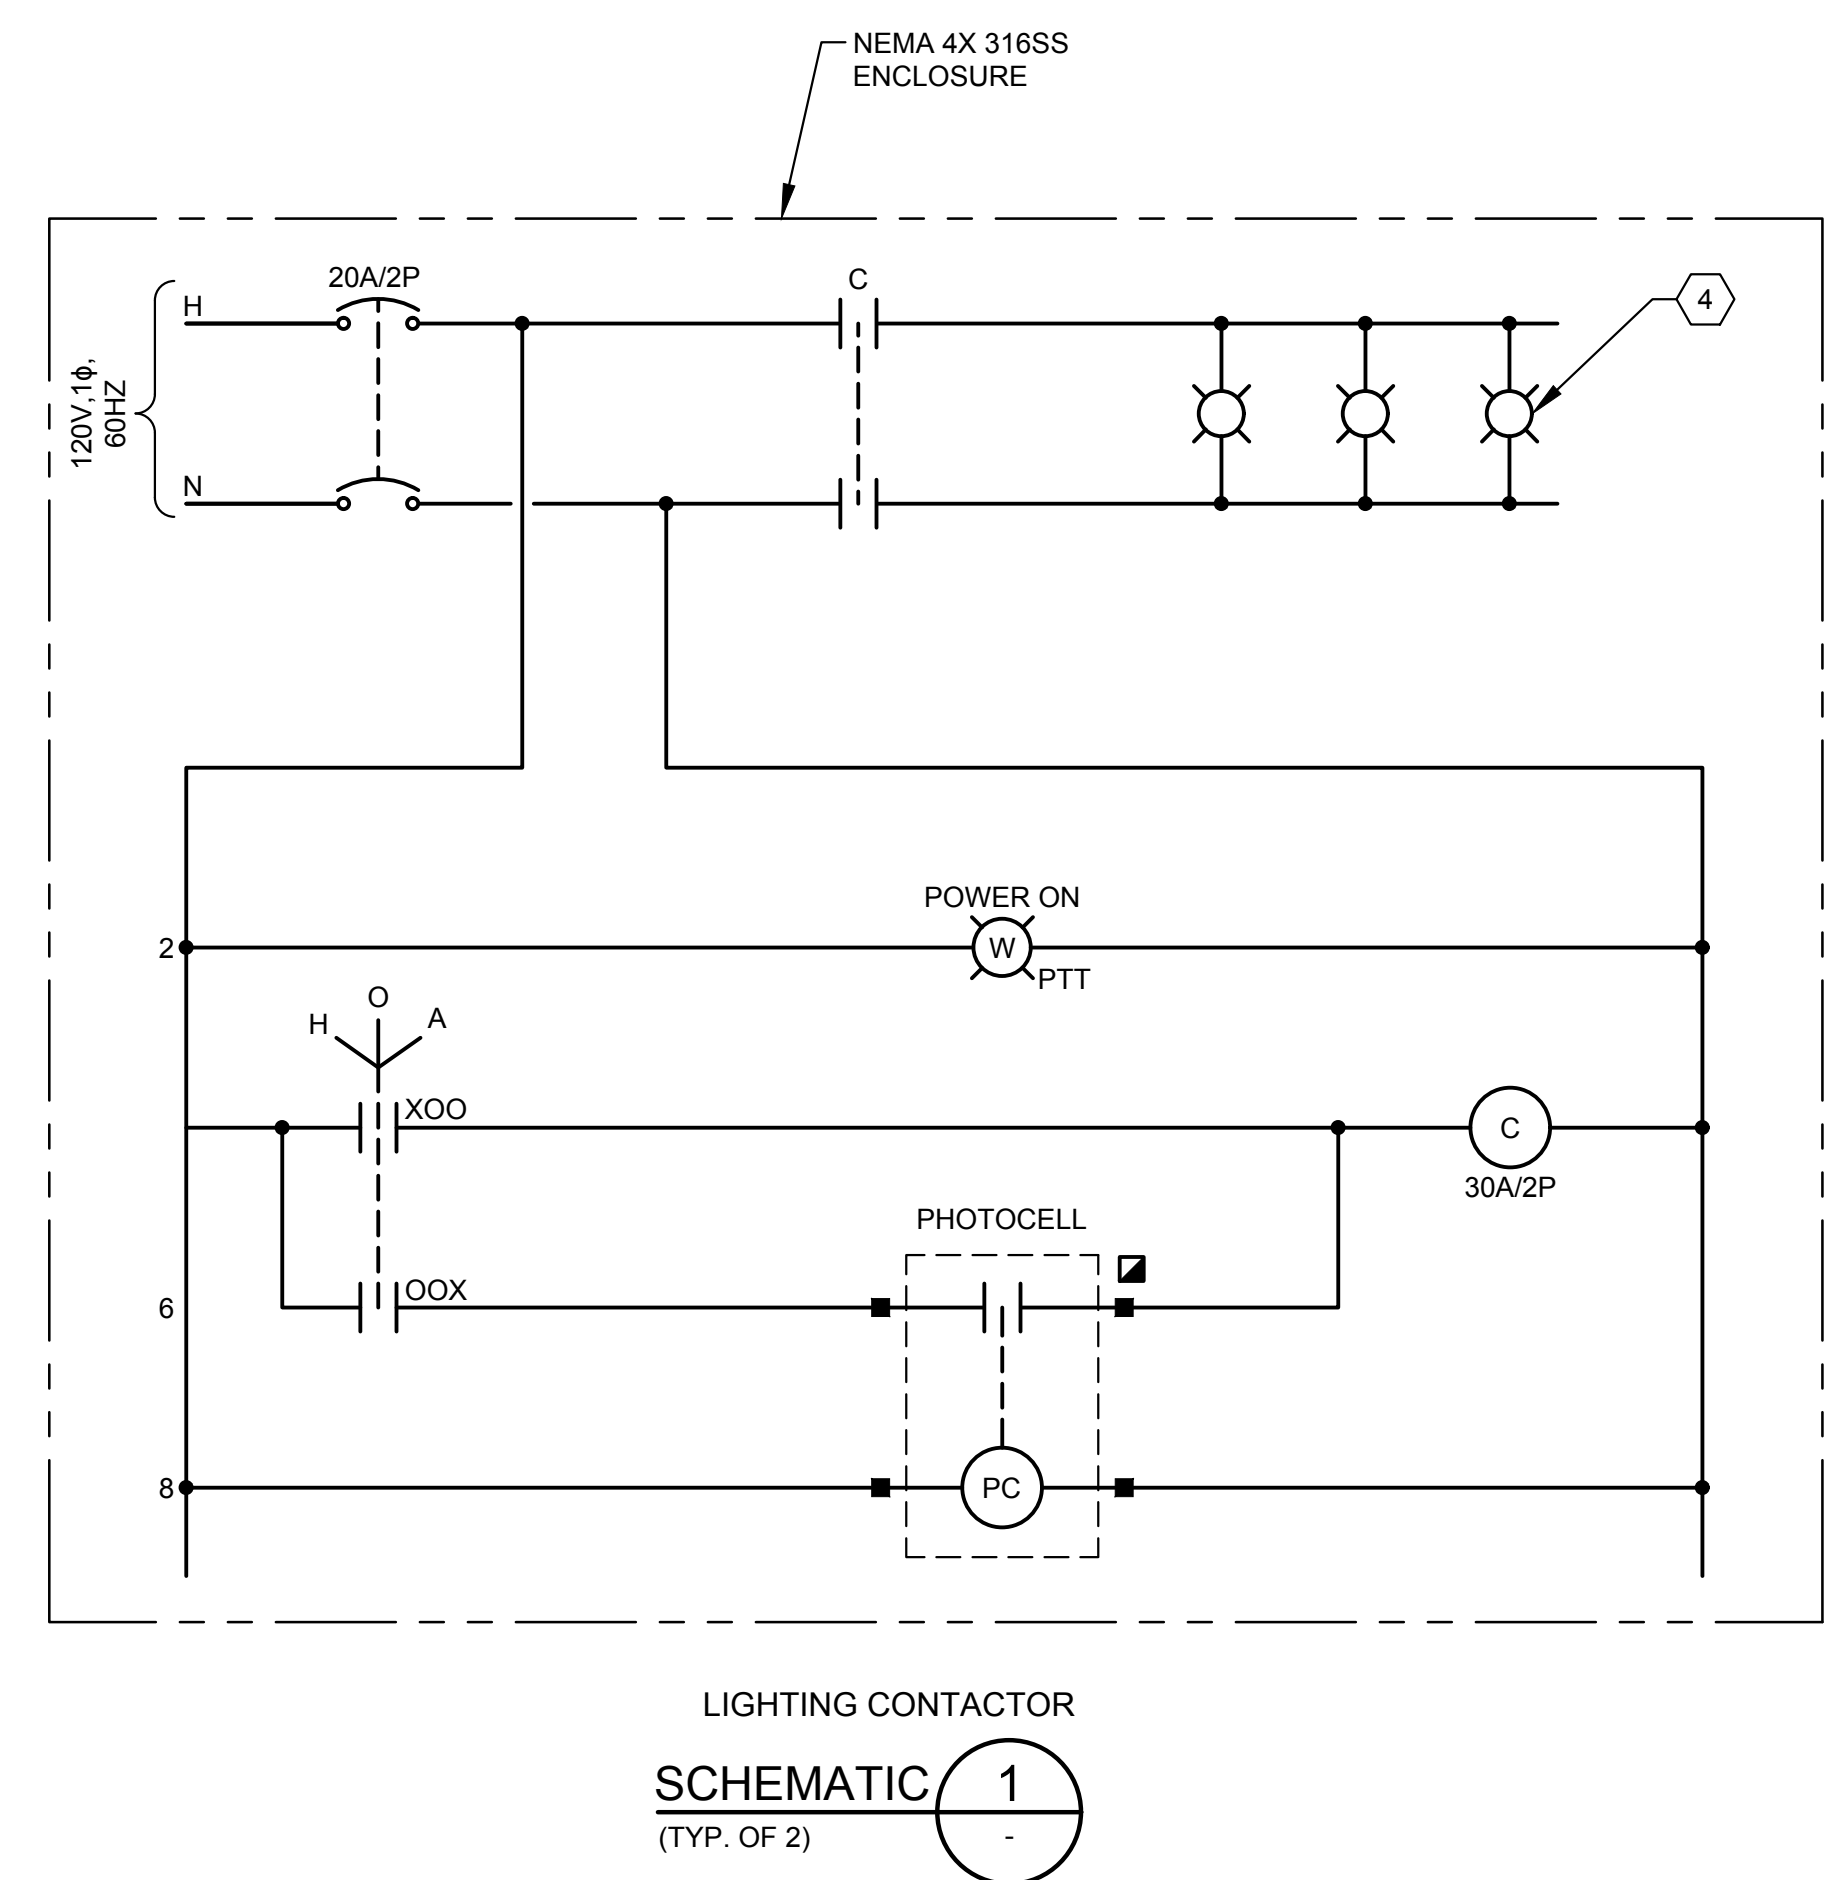 NEMA 4X 316SS
ENCLOSURE
20A/2P
C
4
H
N
120V,1ϕ,
60HZ
POWER ON
2
W
PTT
O
H
A
XOO
C
30A/2P
PHOTOCELL
6
OOX
8
PC
LIGHTING CONTACTOR
SCHEMATIC
1
(TYP. OF 2)
-